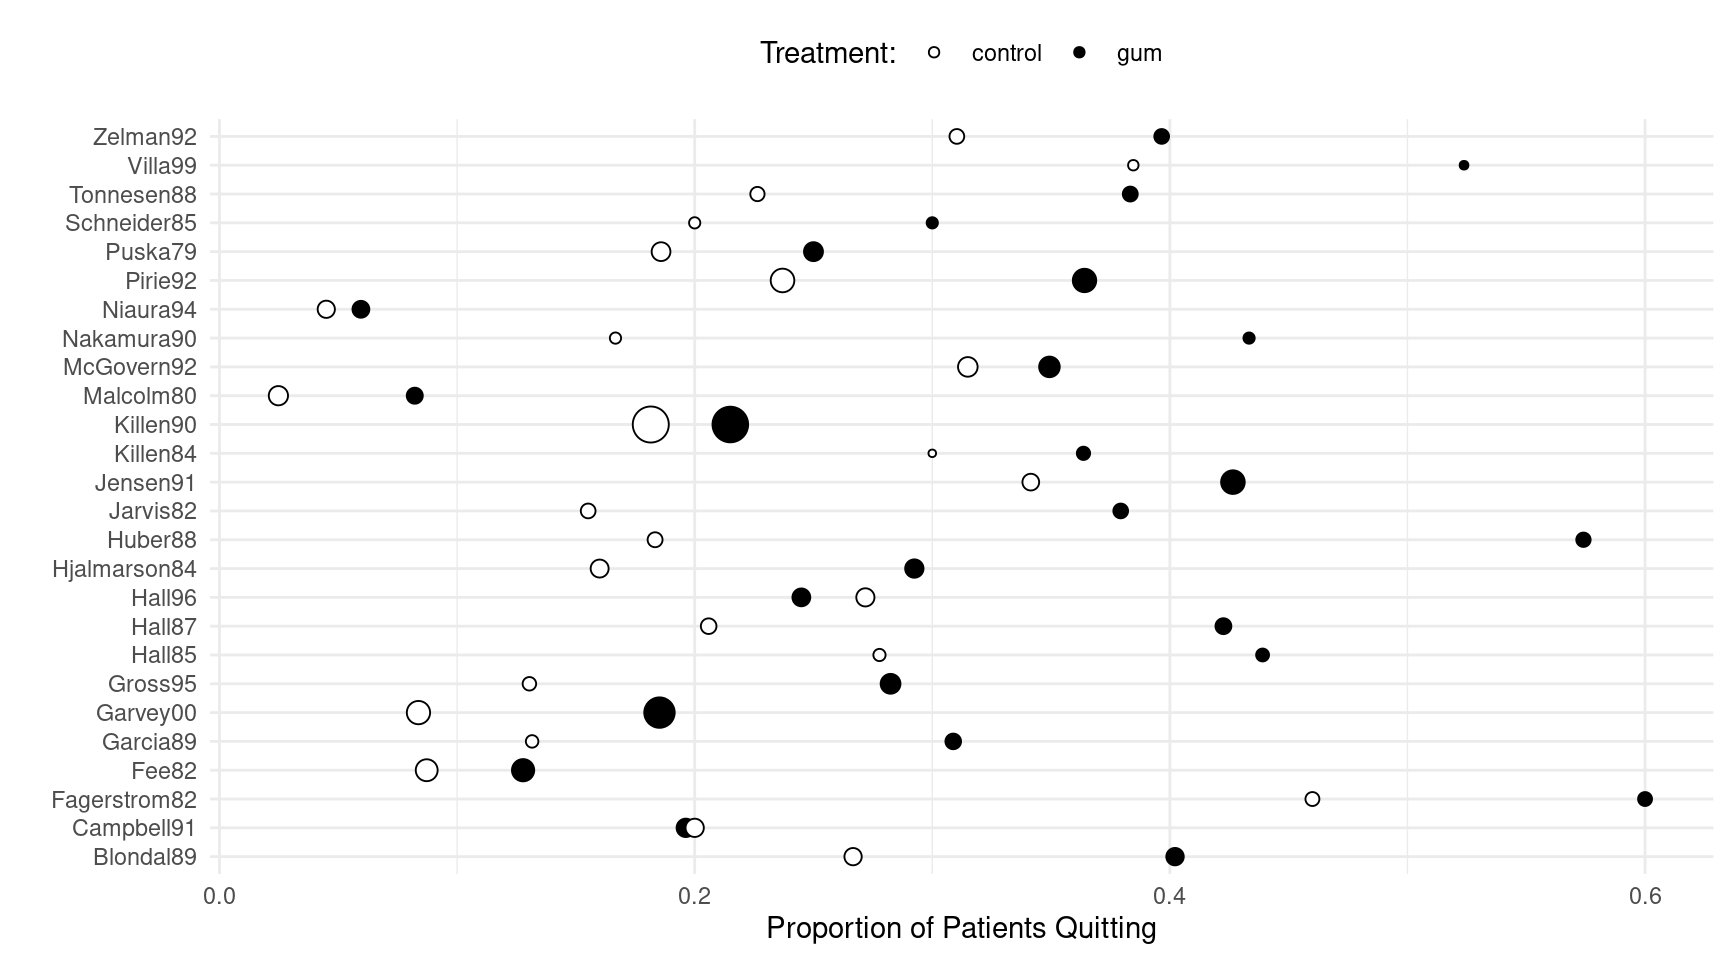 Treatment: control gum
Zelman92
Villa99
Tonnesen88
Schneider85
Puska79
Pirie92
Niaura94
Nakamura90
McGovern92
Malcolm80
Killen90
Killen84
Jensen91
Jarvis82
Huber88
Hjalmarson84
Hall96
Hall87
Hall85
Gross95
Garvey00
Garcia89
Fee82
Fagerstrom82
Campbell91
Blondal89
0.0 0.2 0.4 0.6
Proportion of Patients Quitting